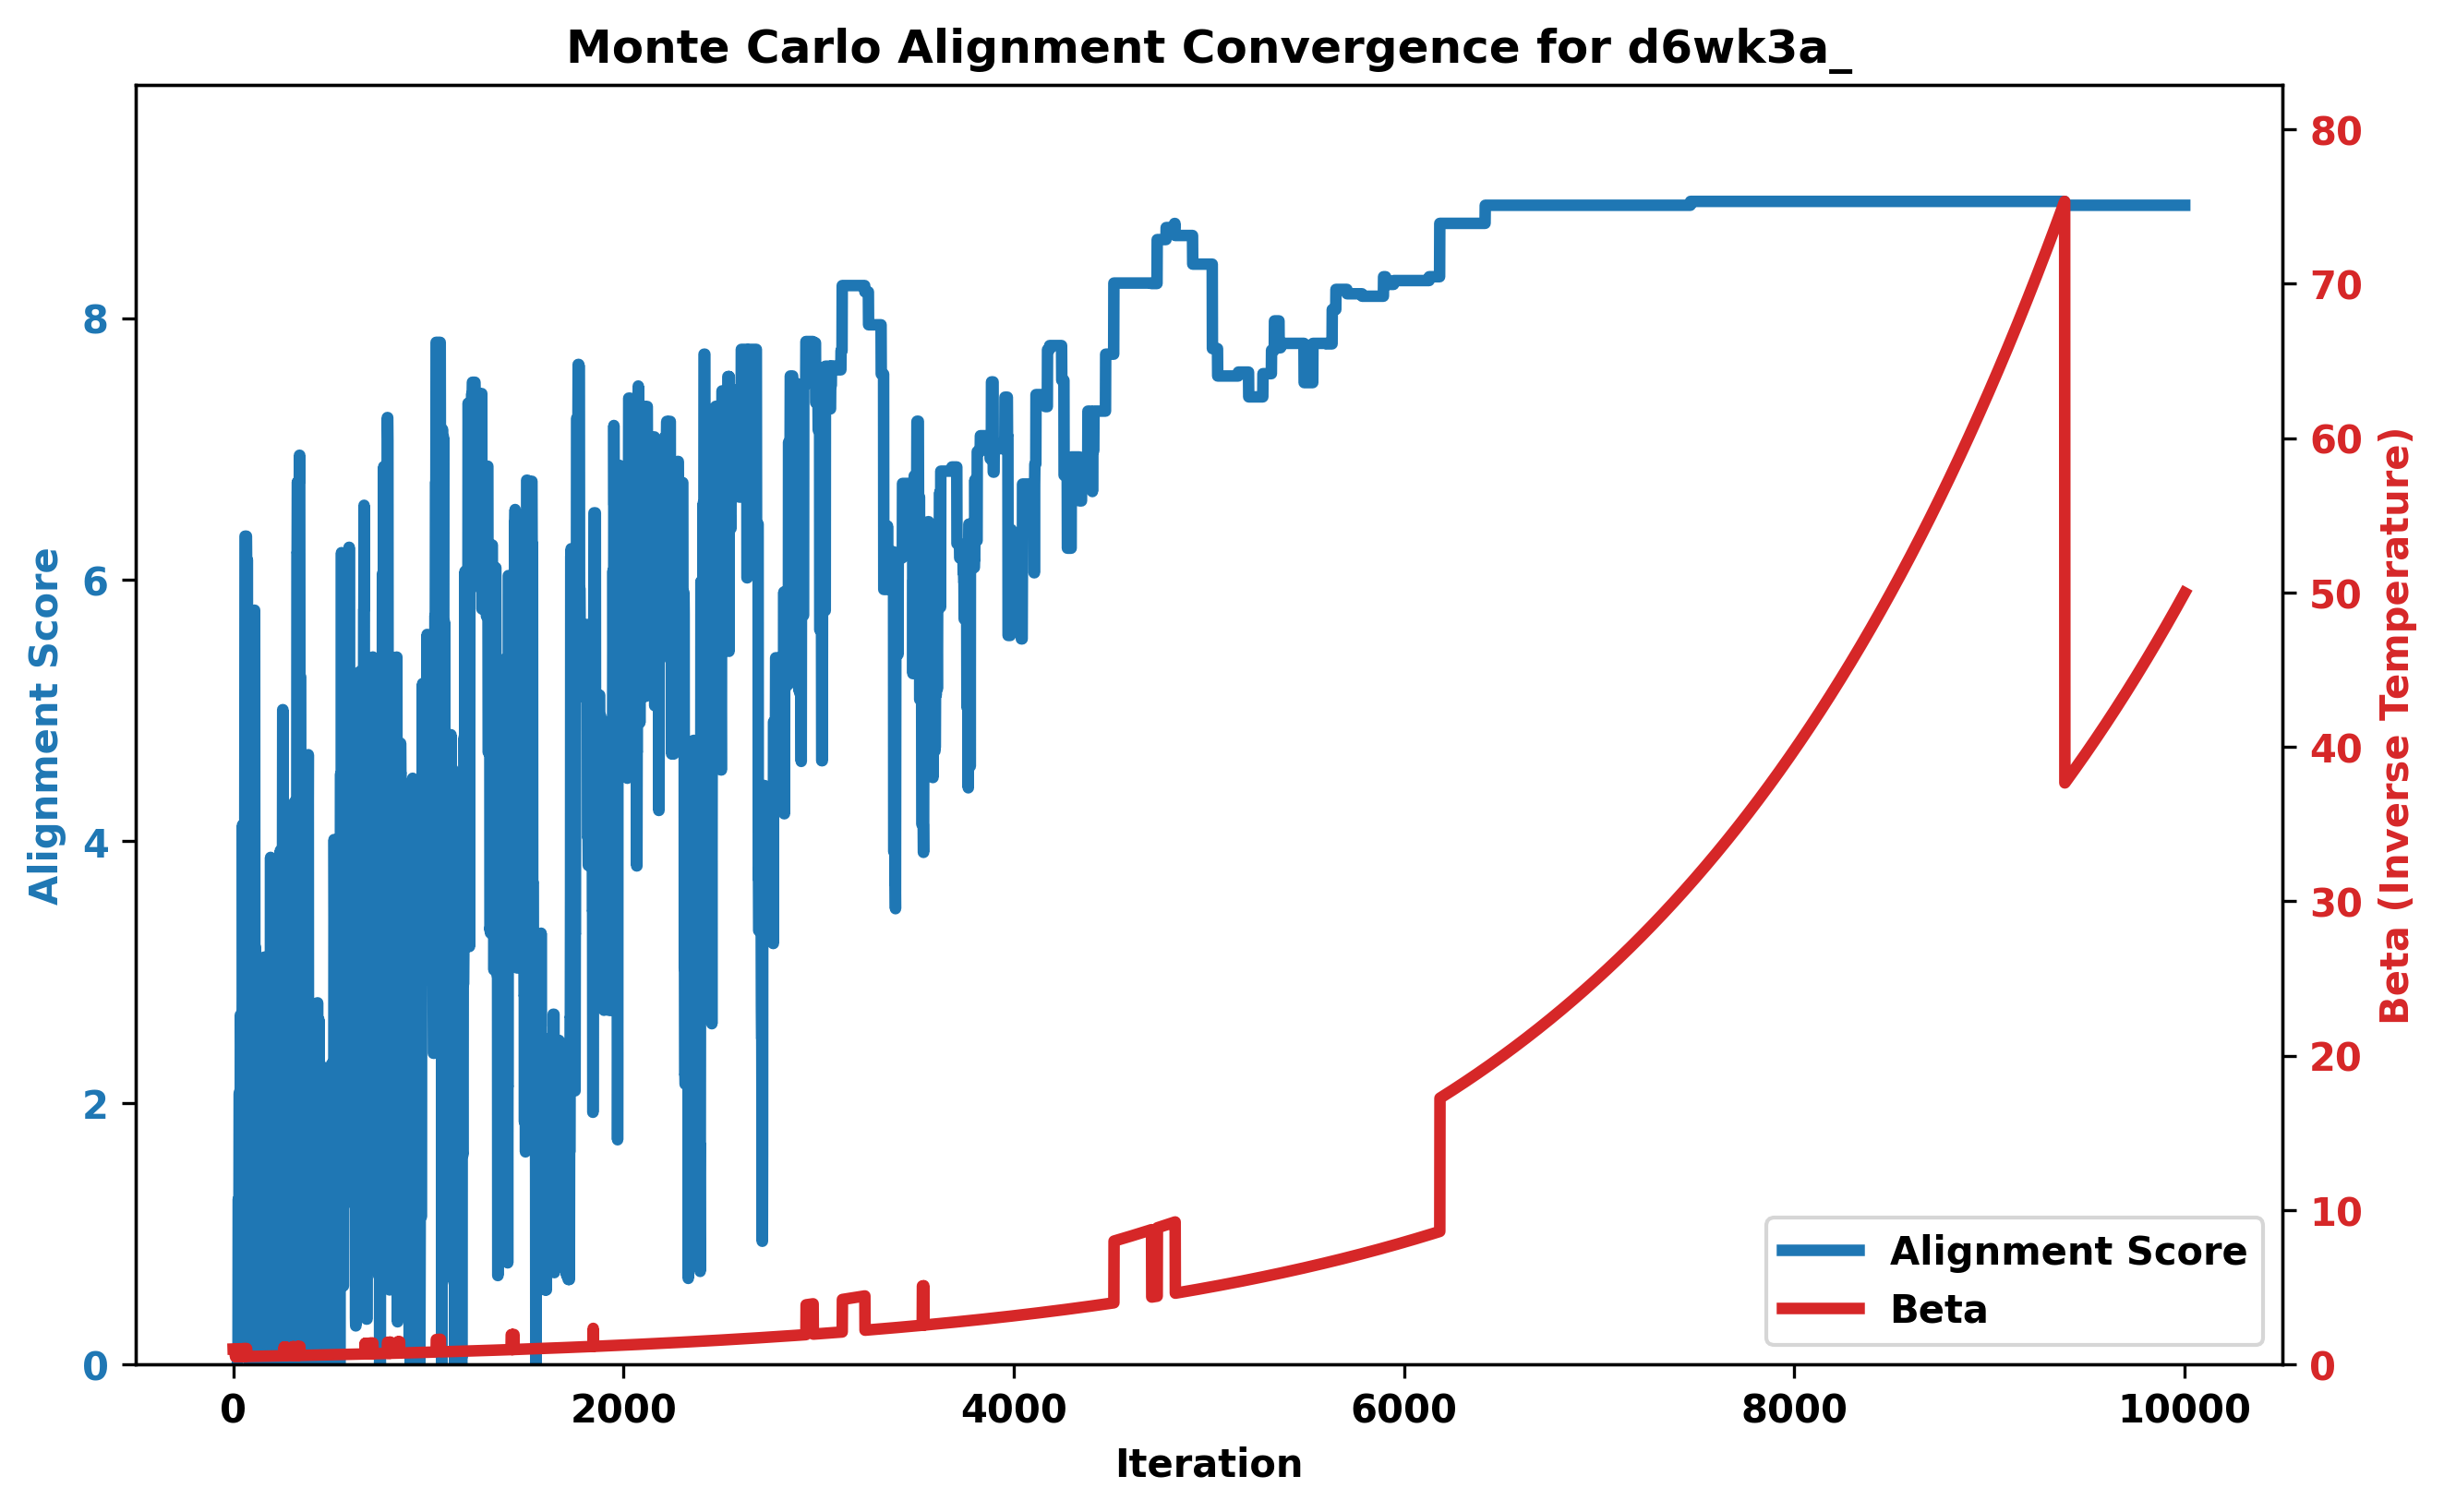 Monte Carlo Alignment Convergence for d6wk3a_
Alignment Score
8
6
4
2
0
80
70
60
50
40
30
20
10
0
Beta (Inverse Temperature)
Alignment Score
Beta
0 2000 4000 6000 8000 10000
Iteration